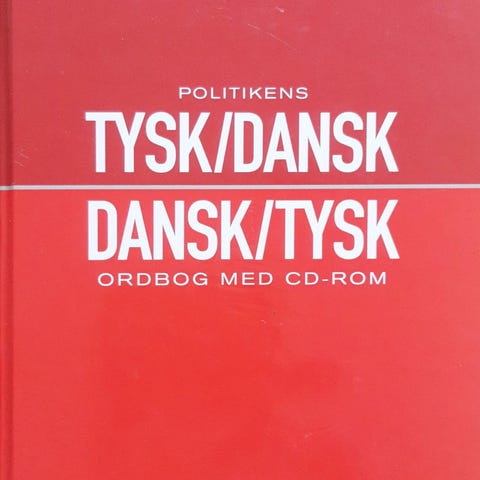 POLITIKENS
TYSK/DANSK
DANSK/TYSK
ORDBOG MED CD-ROM